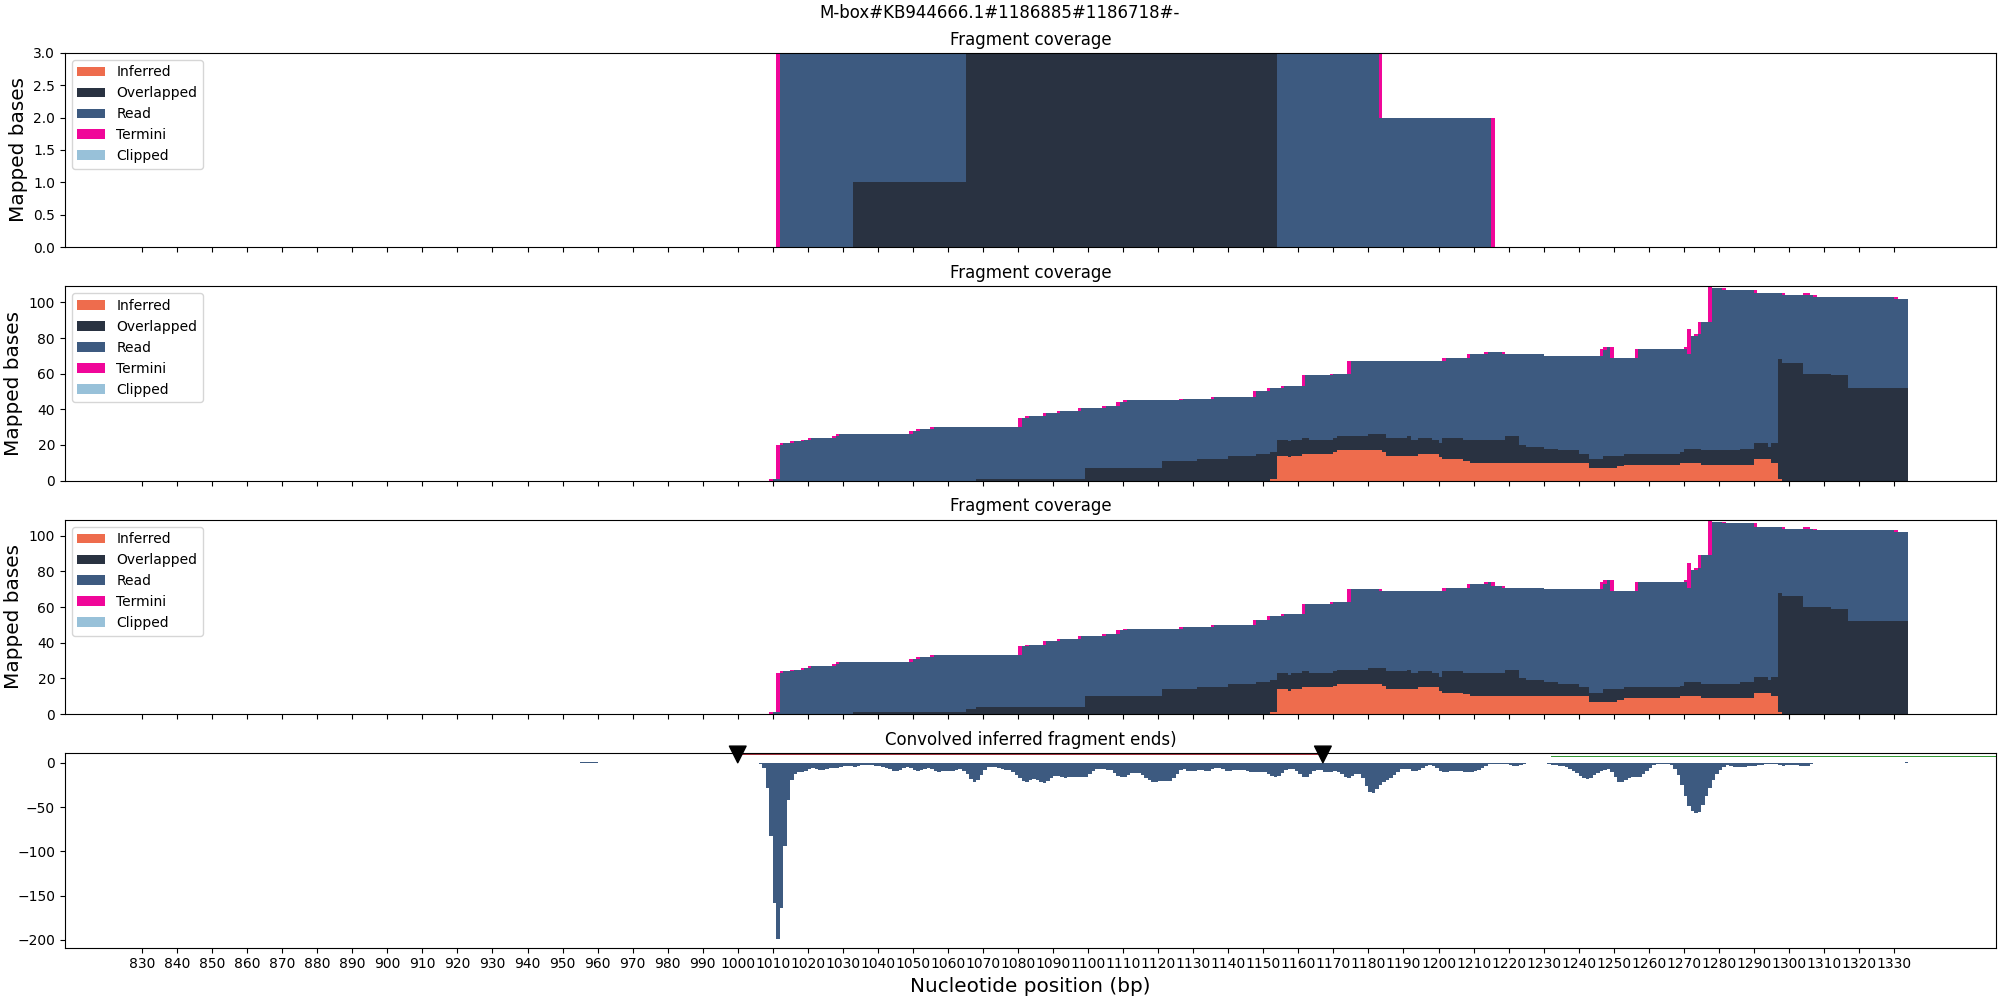 M-box#KB944666.1#1186885#1186718#-
Fragment coverage
Mapped bases
3.0
2.5
2.0
1.5
1.0
0.5
0.0
Inferred
Overlapped
Read
Termini
Clipped
Fragment coverage
Mapped bases
100
80
60
40
20
0
Inferred
Overlapped
Read
Termini
Clipped
Fragment coverage
Mapped bases
100
80
60
40
20
0
Inferred
Overlapped
Read
Termini
Clipped
Convolved inferred fragment ends)
0
−50
−100
−150
−200
830 840 850 860 870 880 890 900 910 920 930 940 950 960 970 980 990 1000 1010 1020 1030 1040 1050 1060 1070 1080 1090 1100 1110 1120 1130 1140 1150 1160 1170 1180 1190 1200 1210 1220 1230 1240 1250 1260 1270 1280 1290 1300 1310 1320 1330
Nucleotide position (bp)